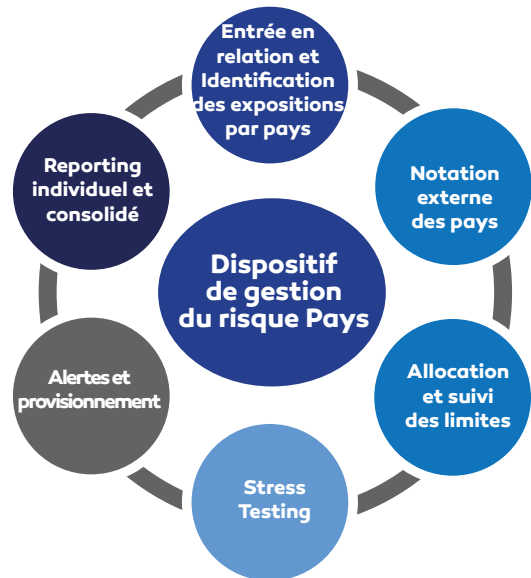 Entrée en
relation et
Identification
des expositions
par pays
Notation
externe
des pays
Allocation
et suivi
des limites
Stress
Testing
Alertes et
provisionnement
Reporting
individuel et
consolidé
Dispositif
de gestion
du risque Pays